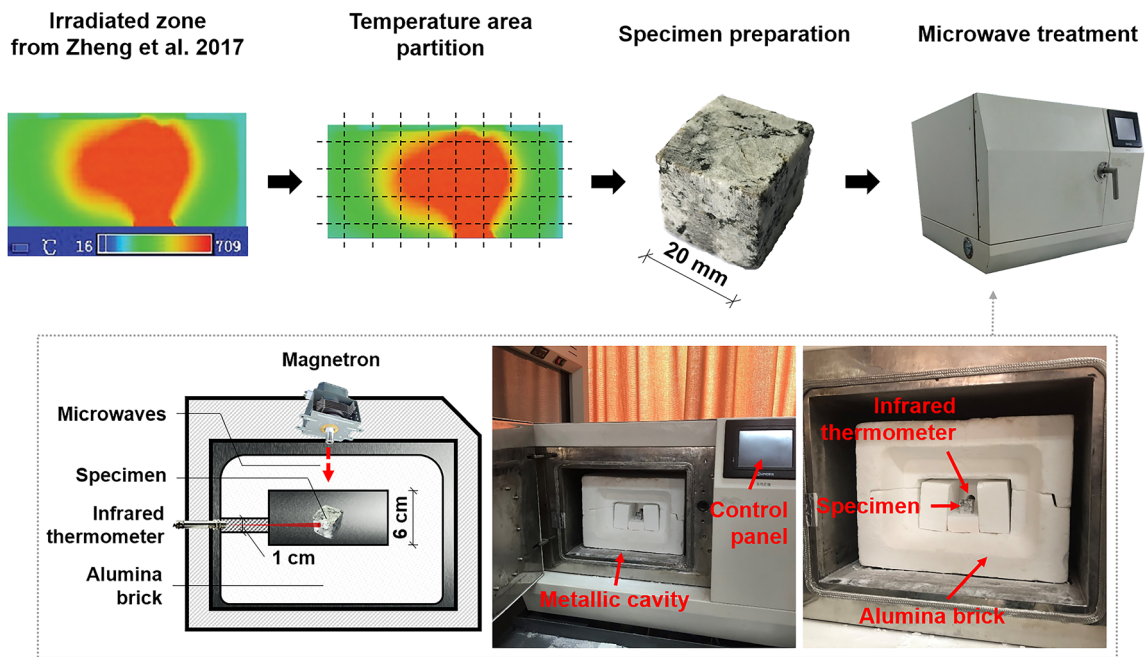 Irradiated zone
from Zheng et al. 2017
Temperature area
partition
Specimen preparation
Microwave treatment
°C 16 709
20 mm
Magnetron
Microwaves
Specimen
Infrared
thermometer
Alumina
brick
6 cm
1 cm
Control
panel
Metallic cavity
Infrared
thermometer
Specimen
Alumina brick